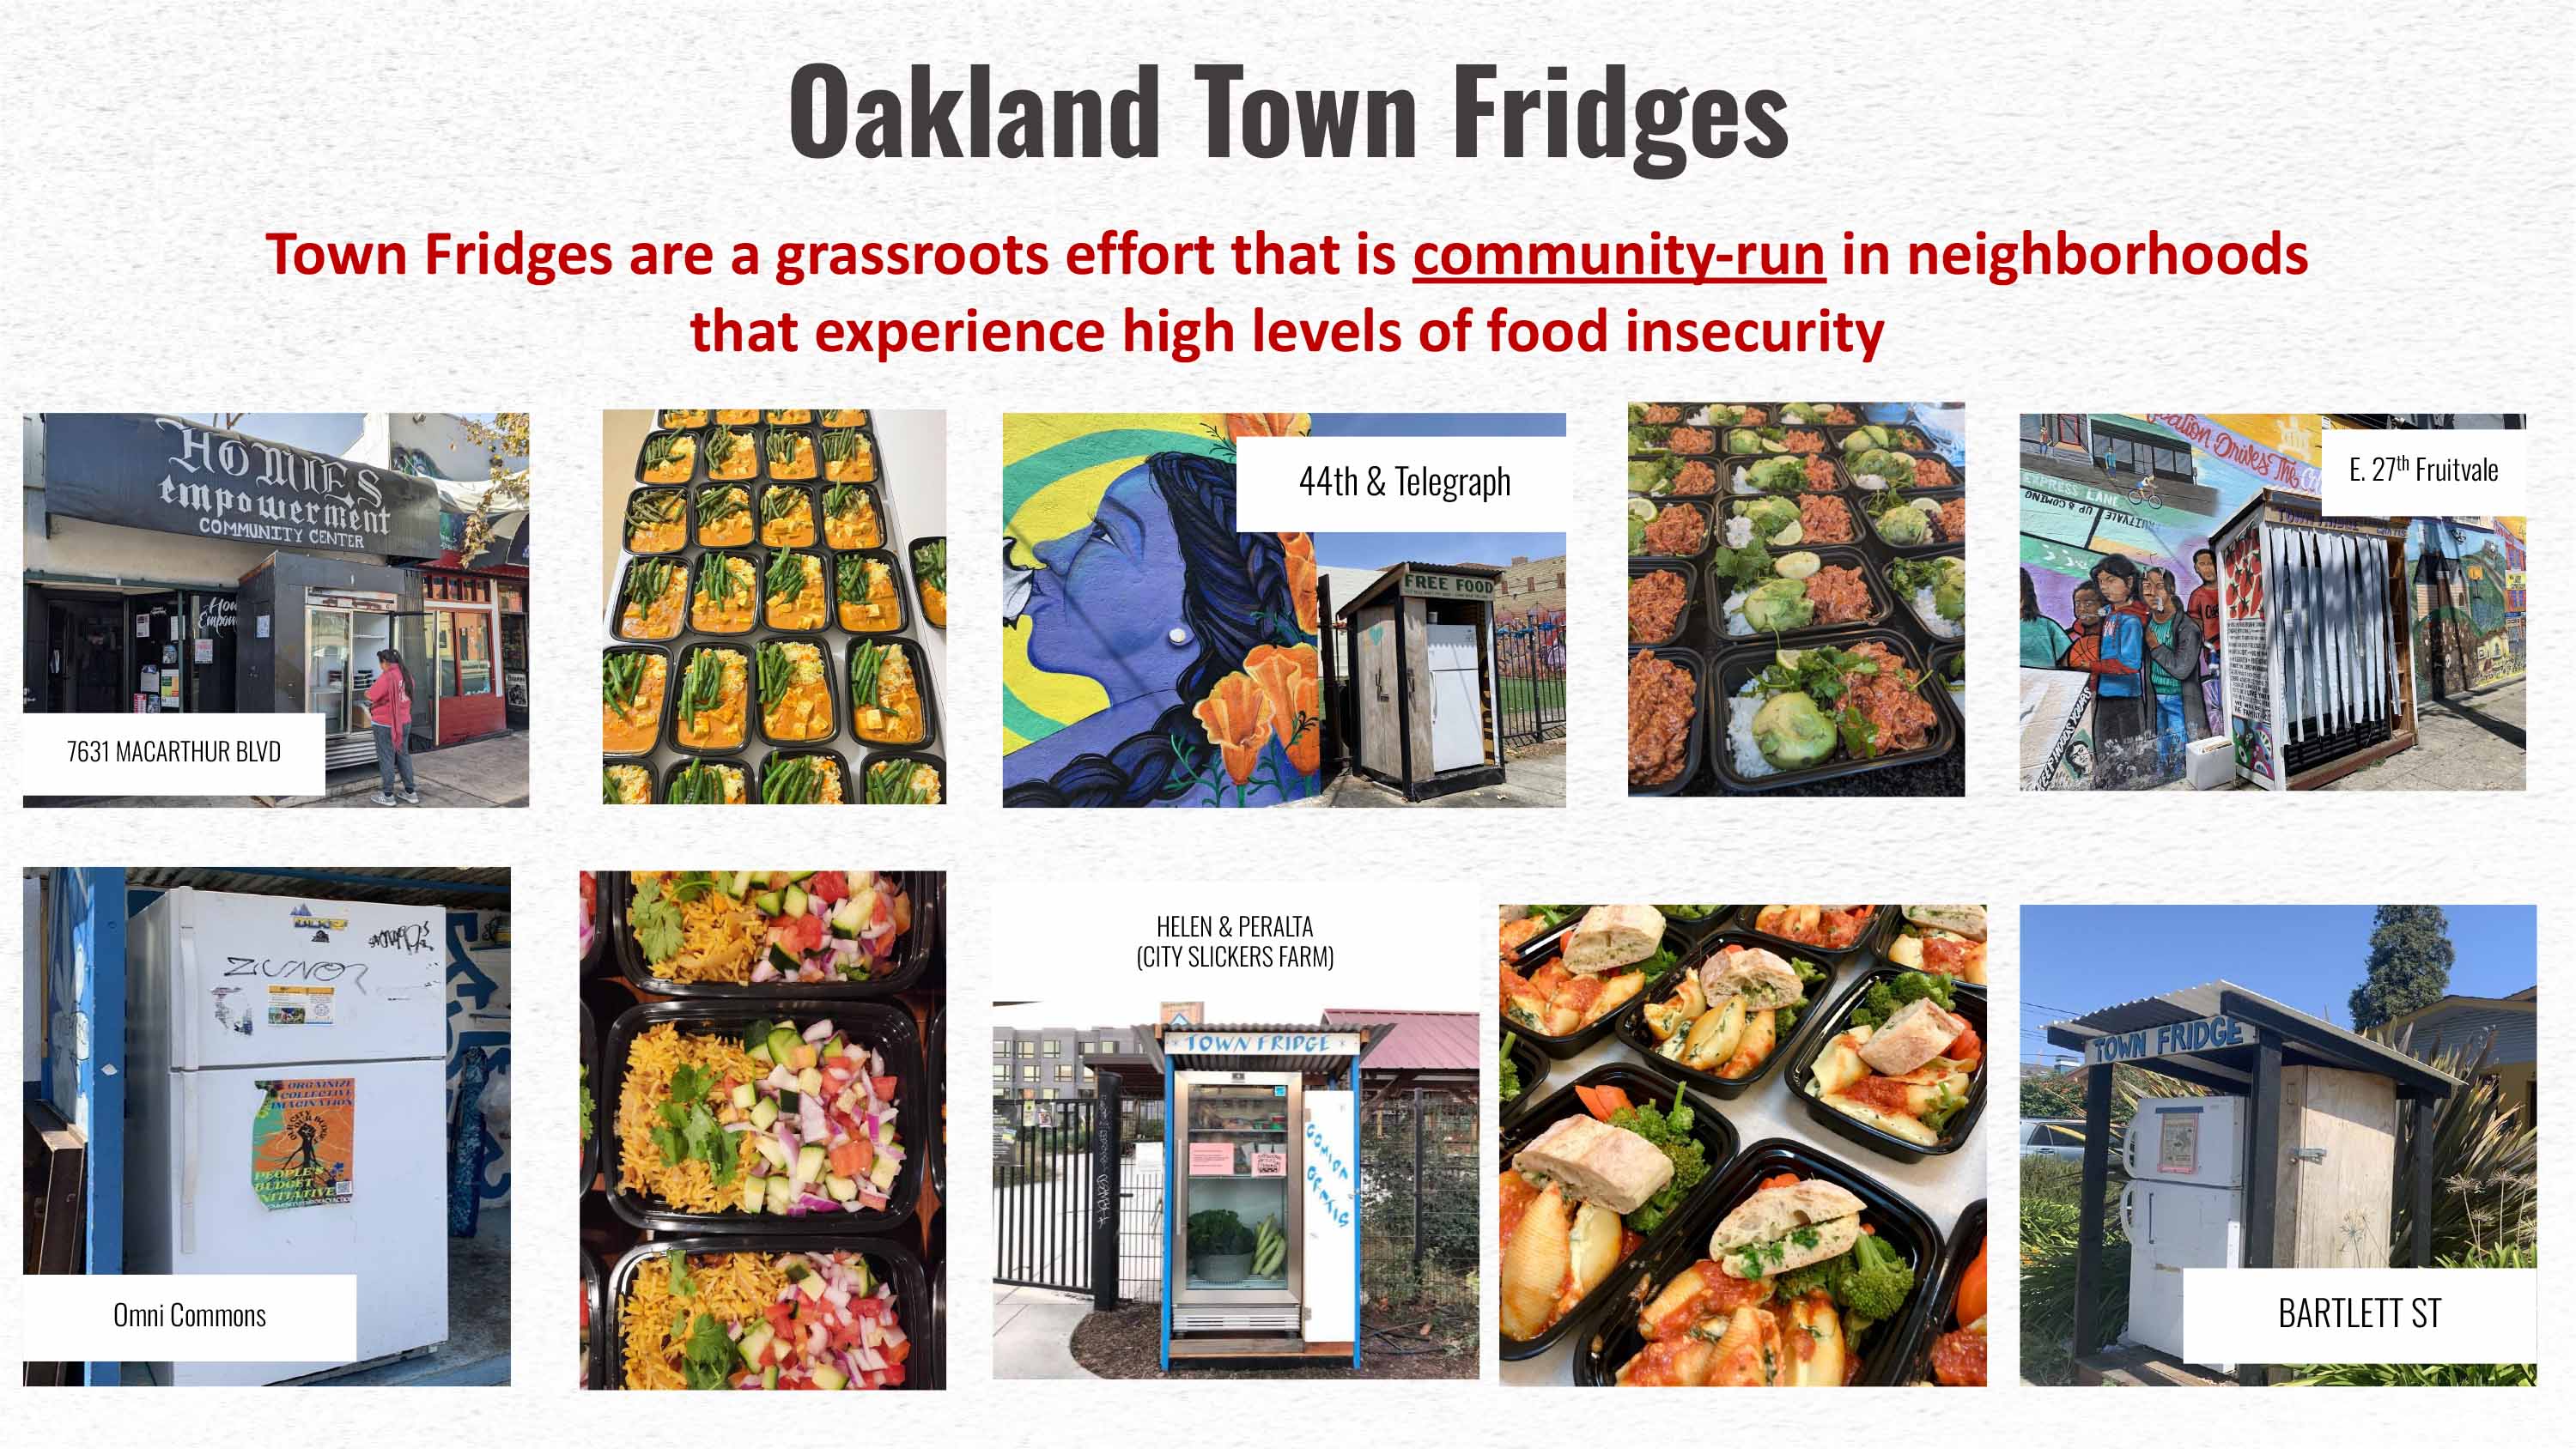 Oakland Town Fridges
Town Fridges are a grassroots effort that is community-run in neighborhoods
that experience high levels of food insecurity
HOMIES
empowerment
COMMUNITY CENTER
7631 MACARTHUR BLVD
44th & Telegraph
FREE FOOD
E. 27th Fruitvale
EXPRESS LANE
Omni Commons
ORGANIZE
COLLECTIVE
IMAGINATION
PEOPLE'S
BUDGET
INITIATIVE
HELEN & PERALTA
(CITY SLICKERS FARM)
TOWN FRIDGE
COMIDA
GRATIS
TOWN FRIDGE
BARTLETT ST